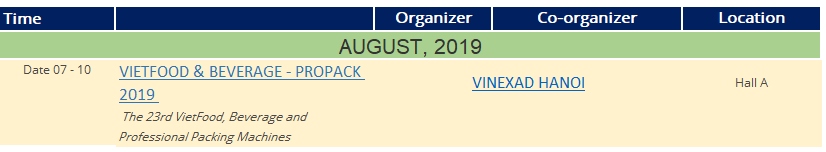 Time Organizer Co-organizer Location
AUGUST, 2019
Date 07 - 10 VIETFOOD & BEVERAGE - PROPACK
2019
VINEXAD HANOI Hall A
The 23rd VietFood, Beverage and
Professional Packing Machines